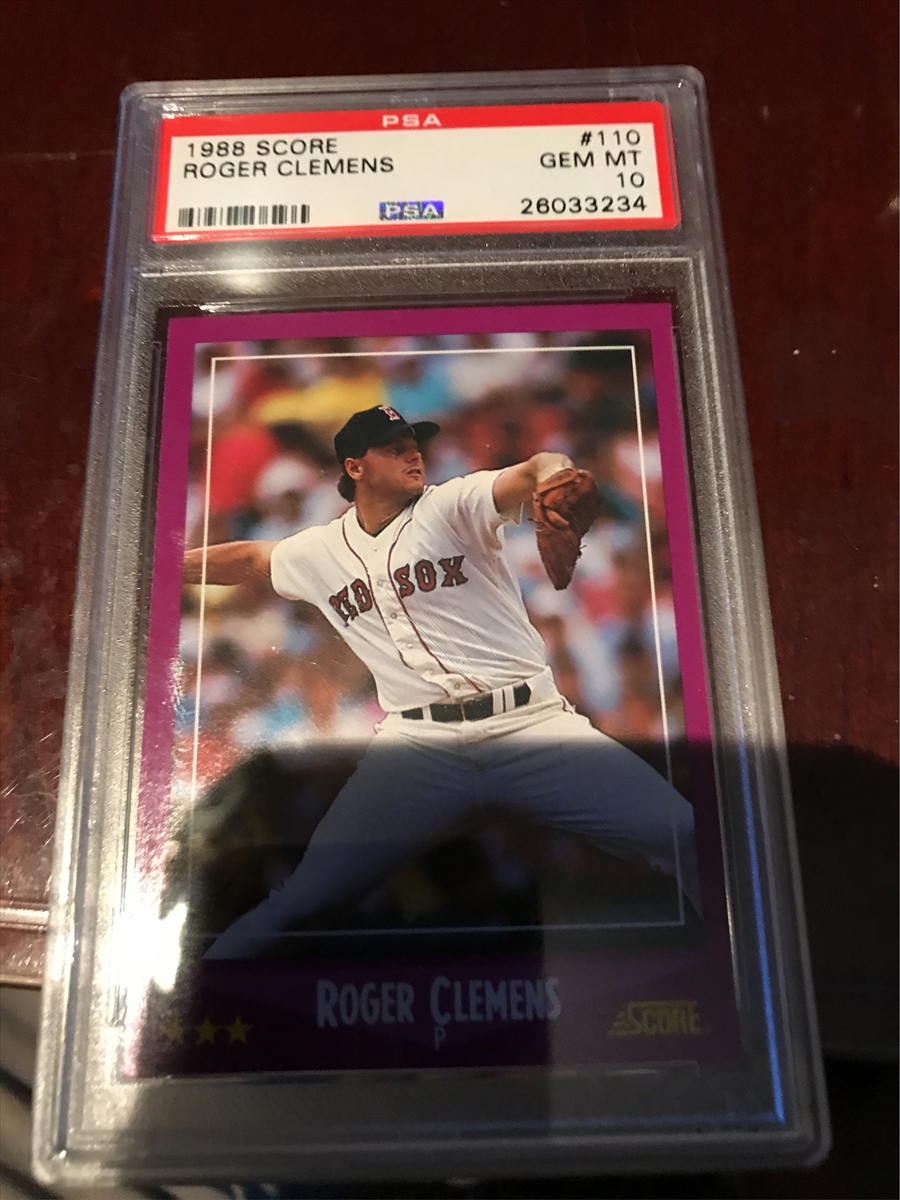 PSA
1988 SCORE #110
ROGER CLEMENS GEM MT
10
PSA 26033234
B
RED SOX
ROGER CLEMENS
P
SCORE